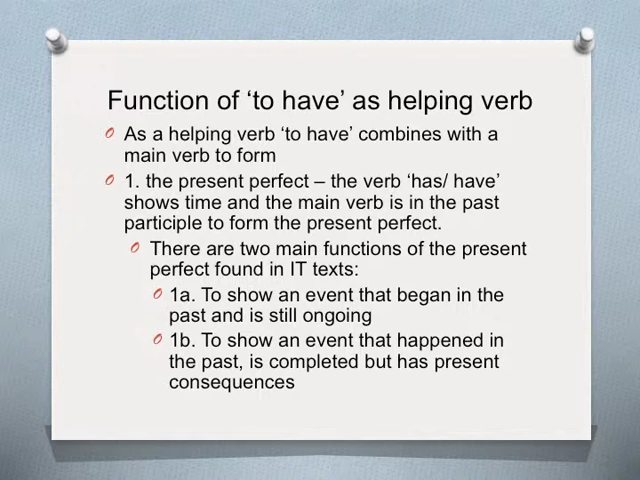 Function of ‘to have’ as helping verb
As a helping verb ‘to have’ combines with a
main verb to form
1. the present perfect – the verb ‘has/ have’
shows time and the main verb is in the past
participle to form the present perfect.
There are two main functions of the present
perfect found in IT texts:
1a. To show an event that began in the
past and is still ongoing
1b. To show an event that happened in
the past, is completed but has present
consequences